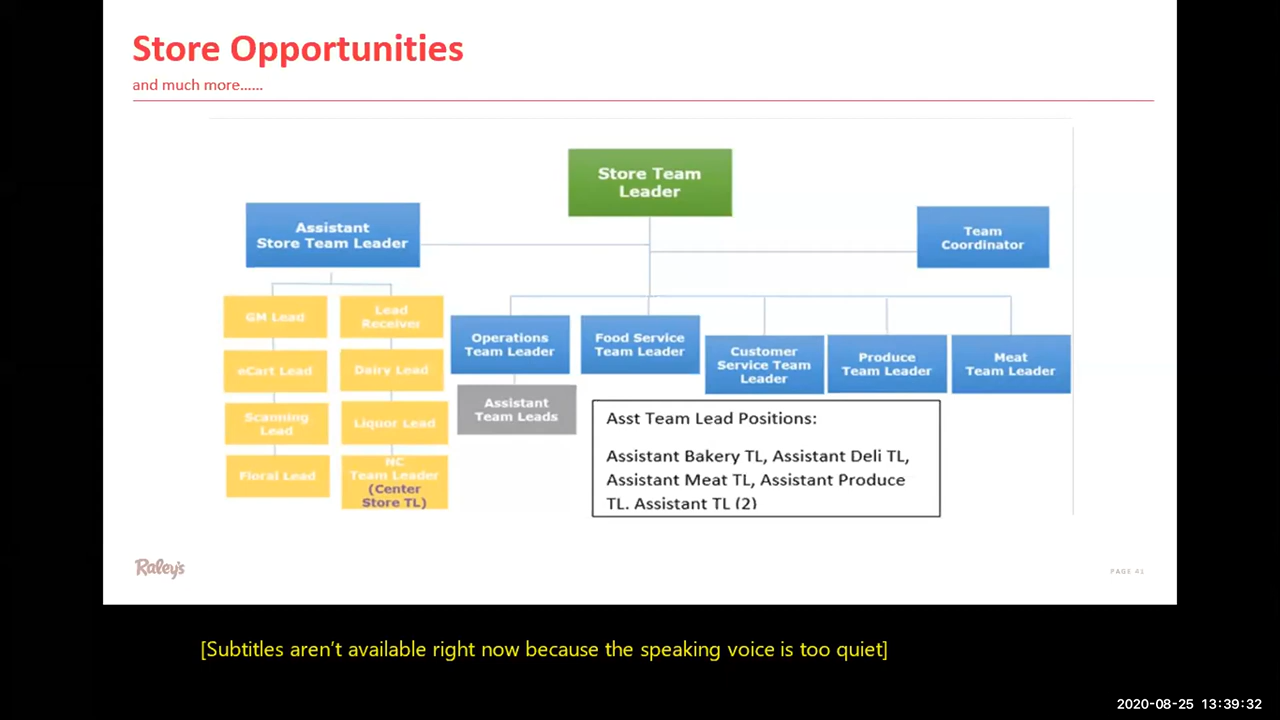 Store Opportunities
and much more......
Store Team
Leader
Assistant
Store Team Leader
Team
Coordinator
GM Lead
Lead
Receiver
eCart Lead
Dairy Lead
Scanning
Lead
Liquor Lead
Floral Lead
NC
Team Leader
(Center
Store TL)
Operations
Team Leader
Food Service
Team Leader
Customer
Service Team
Leader
Produce
Team Leader
Meat
Team Leader
Assistant
Team Leads
Asst Team Lead Positions:
Assistant Bakery TL, Assistant Deli TL,
Assistant Meat TL, Assistant Produce
TL. Assistant TL (2)
Raley's
PAGE 41
[Subtitles aren't available right now because the speaking voice is too quiet]
2020-08-25 13:39:32